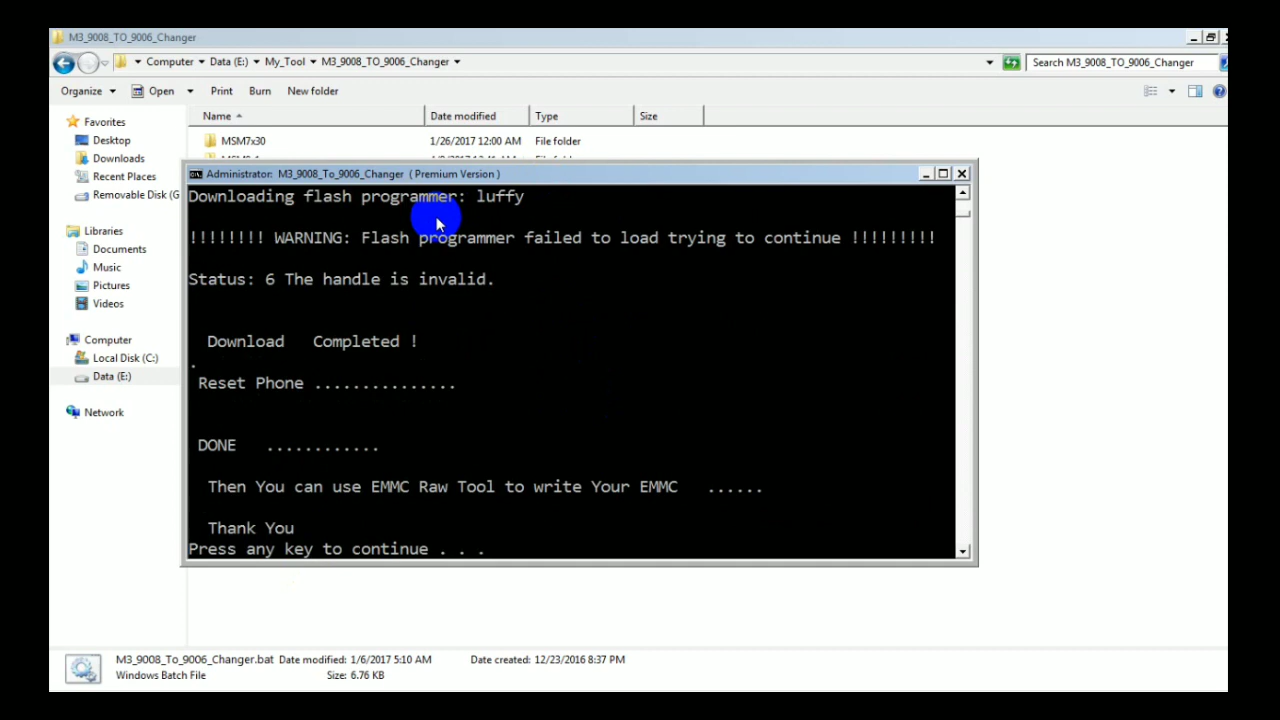 M3_9008_TO_9006_Changer
Computer Data (E:) My_Tool M3_9008_TO_9006_Changer
Search M3_9008_TO_9006_Changer
Organize Open Print Burn New folder
Name Date modified Type Size
Favorites
Desktop
Downloads
Recent Places
Removable Disk (G
Libraries
Documents
Music
Pictures
Videos
Computer
Local Disk (C:)
Data (E:)
Network
MSM7x30 1/26/2017 12:00 AM File folder
Administrator: M3_9008_To_9006_Changer ( Premium Version )
Downloading flash programmer: luffy
!!!!!!!! WARNING: Flash programmer failed to load trying to continue !!!!!!!!!
Status: 6 The handle is invalid.
Download Completed !
.
Reset Phone ...............
DONE ............
Then You can use EMMC Raw Tool to write Your EMMC ......
Thank You
Press any key to continue . . .
M3_9008_To_9006_Changer.bat Date modified: 1/6/2017 5:10 AM Date created: 12/23/2016 8:37 PM
Windows Batch File Size: 6.76 KB